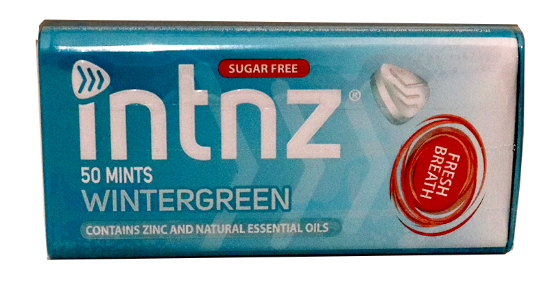 SUGAR FREE
intnz®
50 MINTS
WINTERGREEN
CONTAINS ZINC AND NATURAL ESSENTIAL OILS
FRESH
BREATH